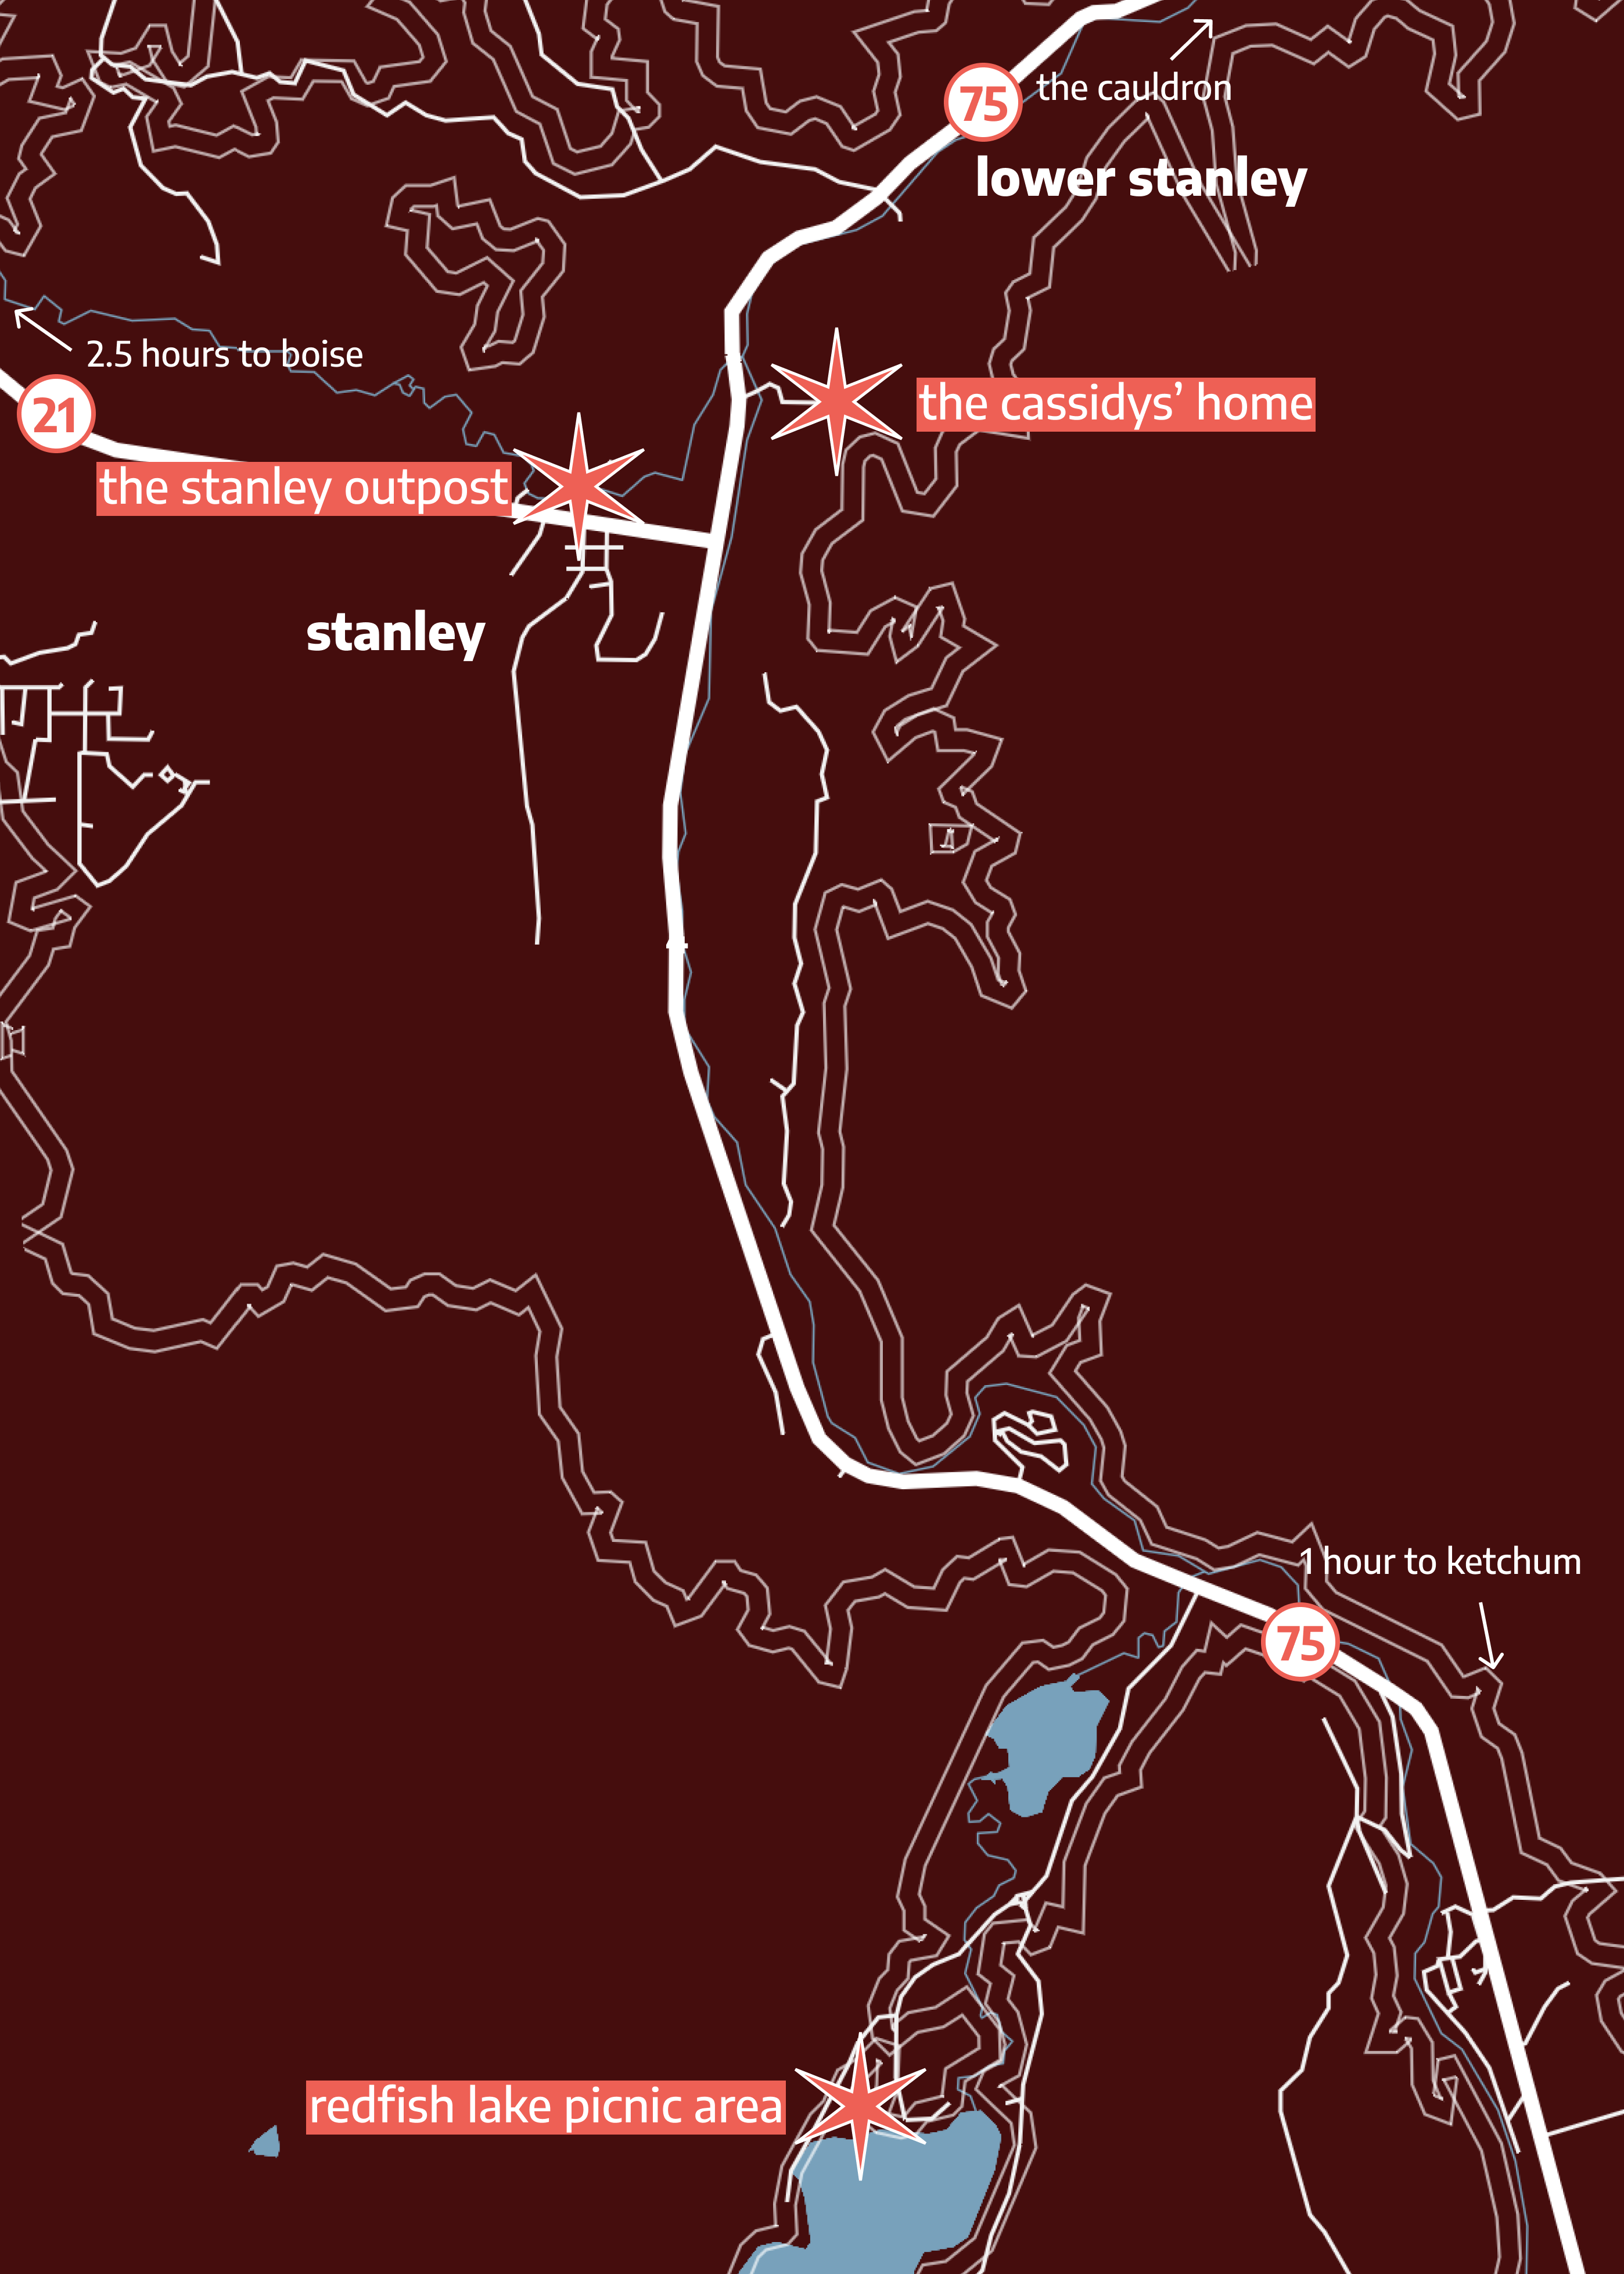 75
the cauldron
lower stanley
2.5 hours to boise
21
the cassidys’ home
the stanley outpost
stanley
1 hour to ketchum
75
redfish lake picnic area